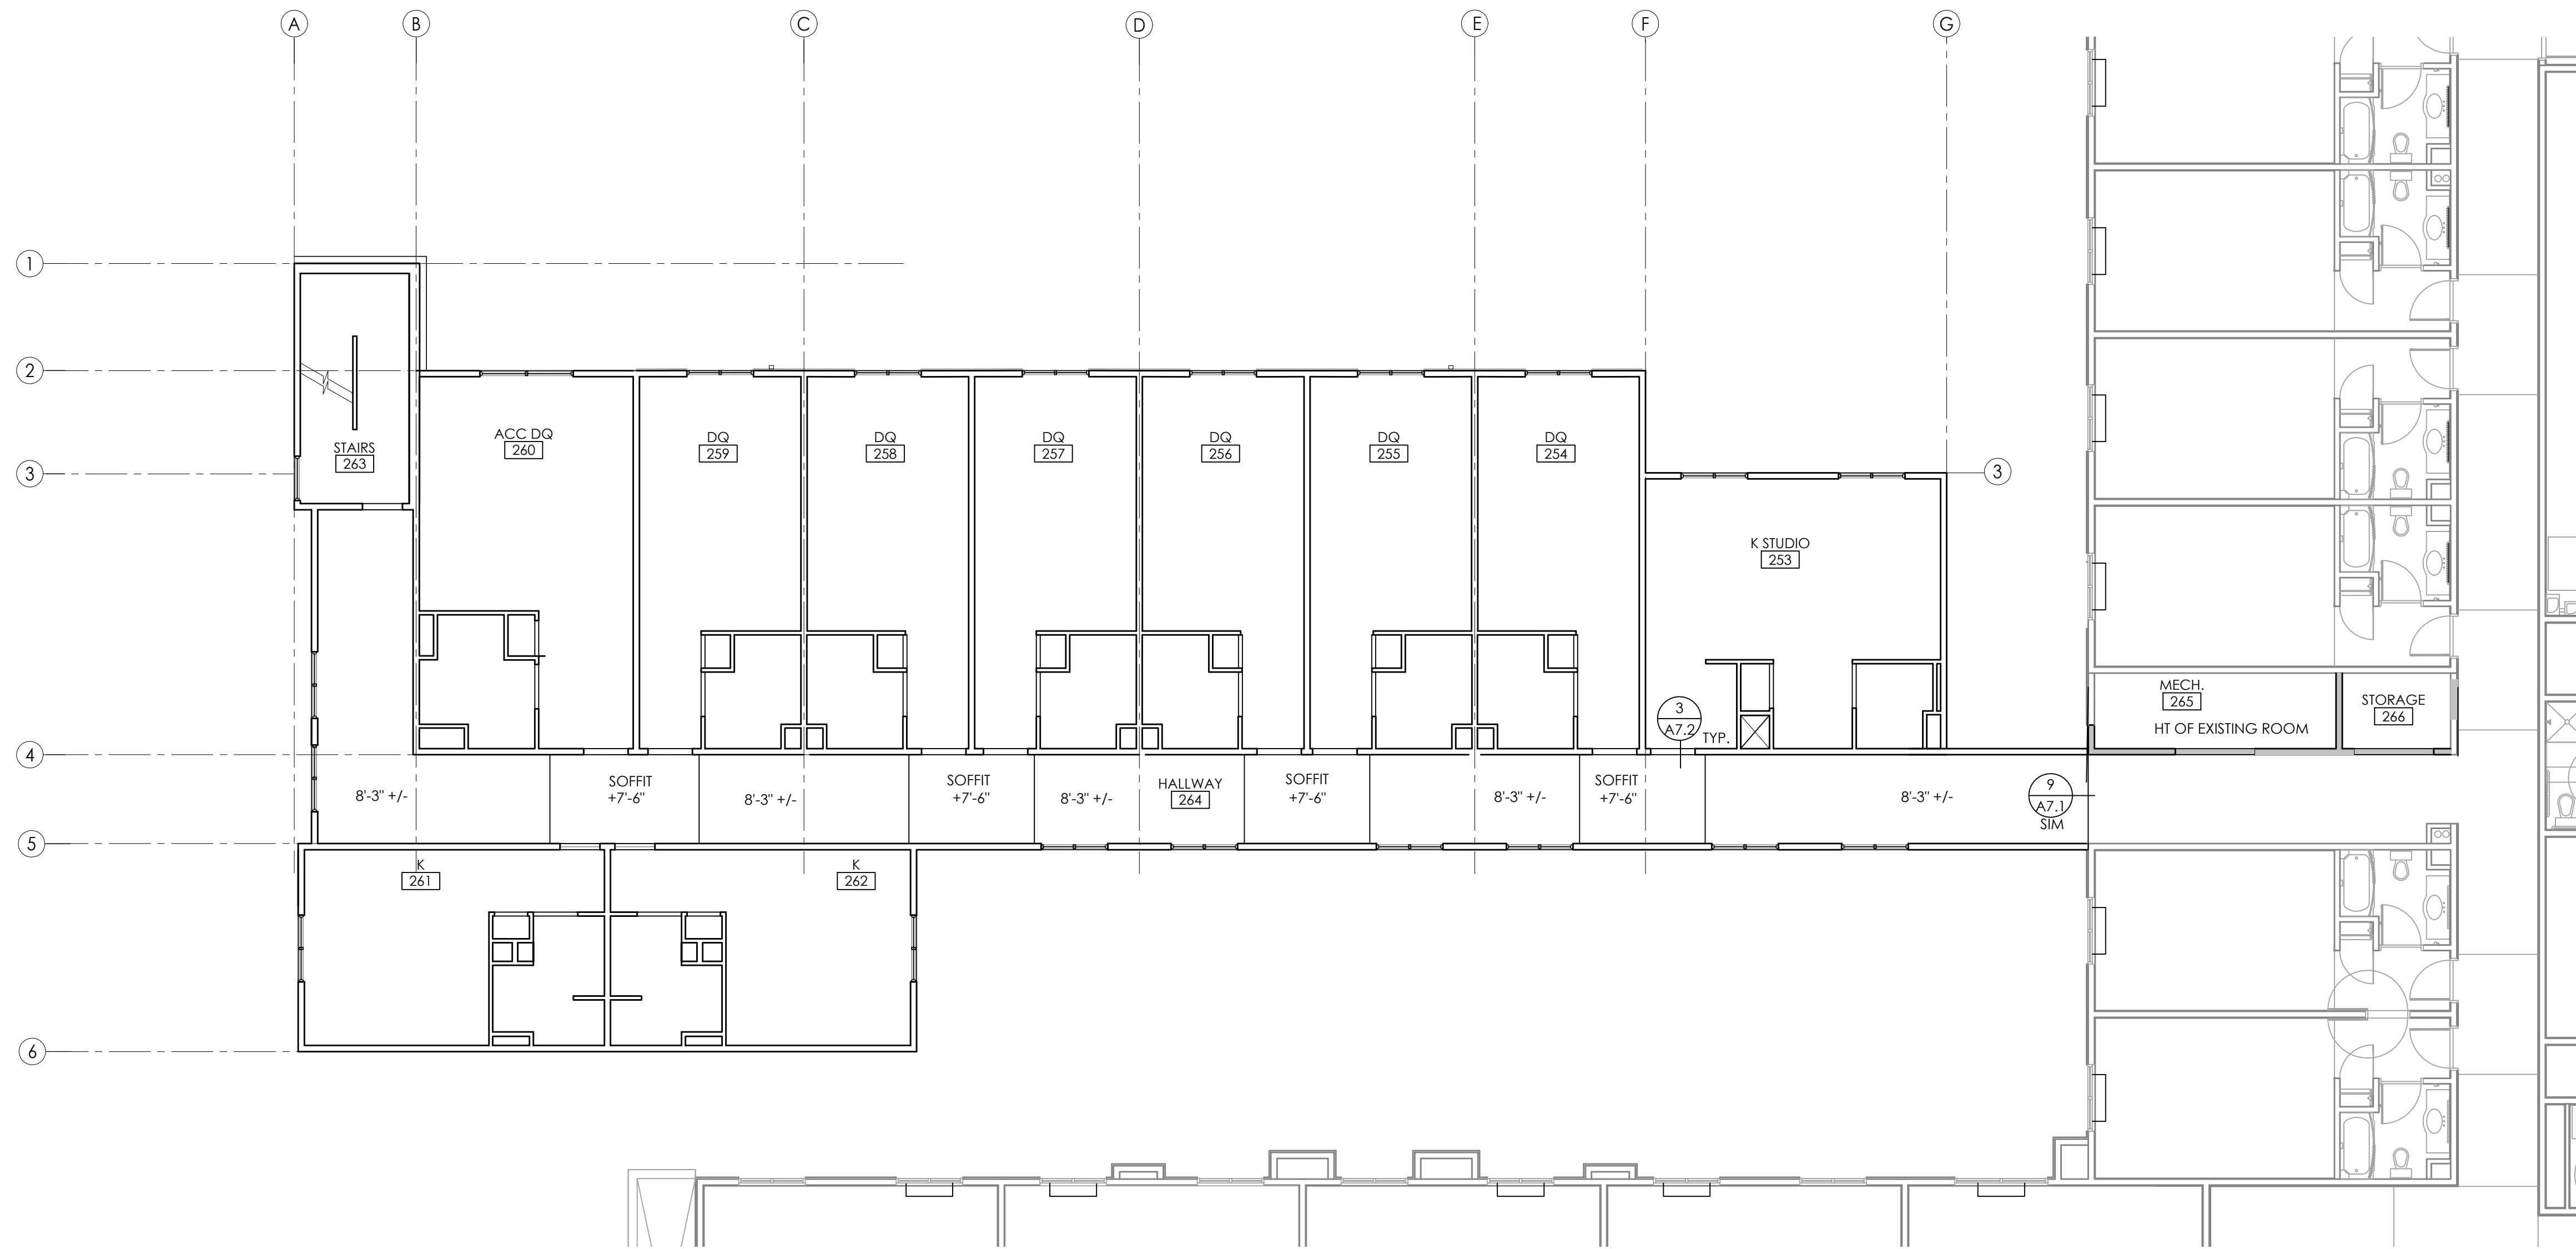 A
B
C
D
E
F
G
1
2
3
3
4
5
6
STAIRS
263
ACC DQ
260
DQ
259
DQ
258
DQ
257
DQ
256
DQ
255
DQ
254
K STUDIO
253
3
A7.2
TYP.
MECH.
265
HT OF EXISTING ROOM
STORAGE
266
8'-3" +/-
SOFFIT
+7'-6"
8'-3" +/-
SOFFIT
+7'-6"
8'-3" +/-
HALLWAY
264
SOFFIT
+7'-6"
8'-3" +/-
SOFFIT
+7'-6"
8'-3" +/-
9
A7.1
SIM
K
261
K
262